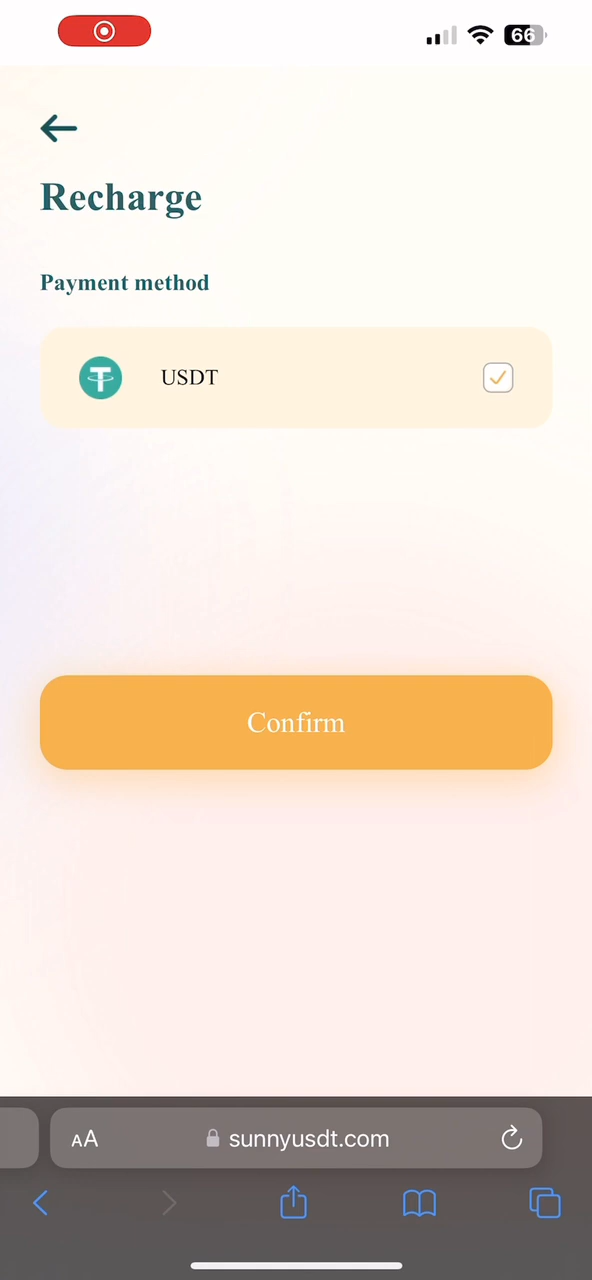 66
Recharge
Payment method
USDT
Confirm
AA
sunnyusdt.com